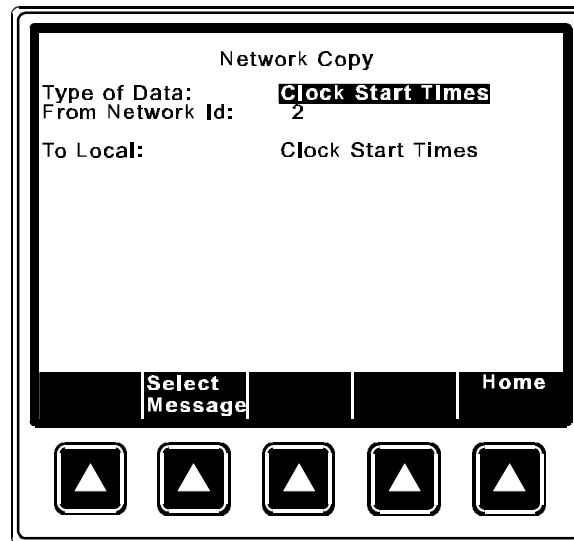 Network Copy
Type of Data: Clock Start Times
From Network Id: 2
To Local: Clock Start Times
Select
Message
Home